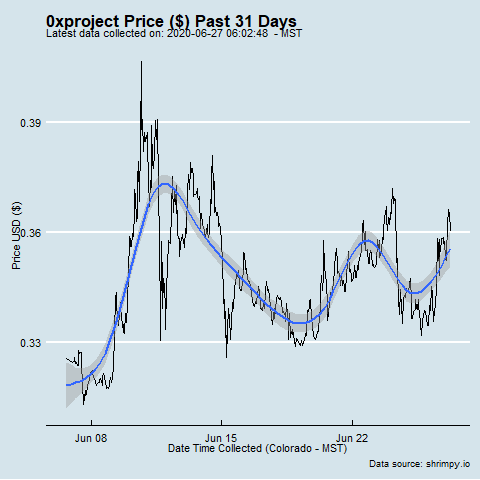 0xproject Price ($) Past 31 Days
Latest data collected on: 2020-06-27 06:02:48 - MST
Price USD ($)
0.39
0.36
0.33
Jun 08 Jun 15 Jun 22
Date Time Collected (Colorado - MST)
Data source: shrimpy.io